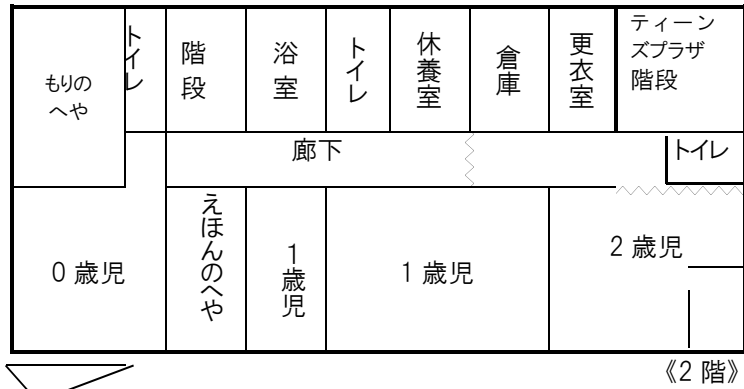 もりの
へや
トイレ
階段
浴室
トイレ
休養室
倉庫
更衣室
ティーン
ズプラザ
階段
廊下
トイレ
0歳児
えほんのへや
1歳児
1歳児
2歳児
《2階》